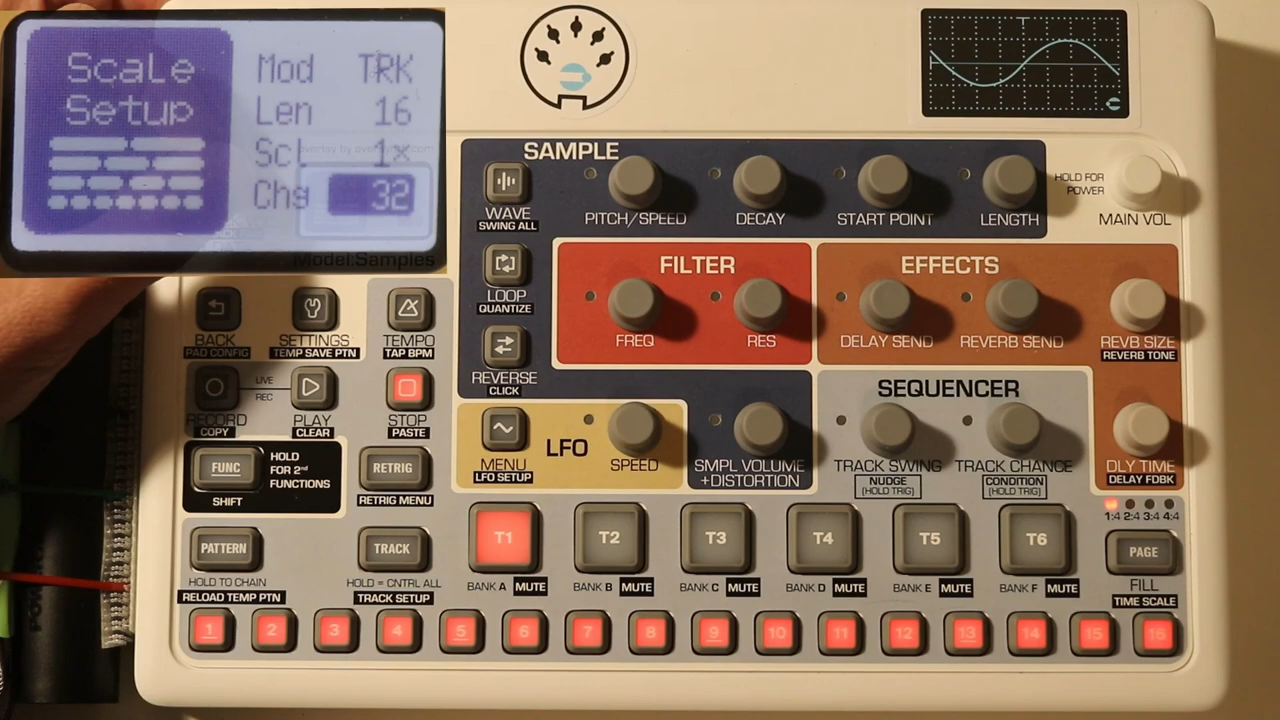 Scale
Setup
Mod TRK
Len 16
Scl 1x
Chg 32
overlay by oversynth.com
Model:Samples
SAMPLE
WAVE
SWING ALL
PITCH/SPEED
DECAY
START POINT
LENGTH
HOLD FOR
POWER
MAIN VOL
LOOP
QUANTIZE
FILTER
FREQ
RES
EFFECTS
DELAY SEND
REVERB SEND
REVB SIZE
REVERB TONE
BACK
PAD CONFIG
SETTINGS
TEMP SAVE PTN
TEMPO
TAP BPM
REVERSE
CLICK
RECORD
COPY
LIVE
REC
PLAY
CLEAR
STOP
PASTE
MENU
LFO SETUP
LFO
SPEED
SMPL VOLUME
+DISTORTION
SEQUENCER
TRACK SWING
NUDGE
(HOLD TRIG)
TRACK CHANCE
CONDITION
(HOLD TRIG)
DLY TIME
DELAY FDBK
FUNC
SHIFT
HOLD
FOR 2nd
FUNCTIONS
RETRIG
RETRIG MENU
1:4 2:4 3:4 4:4
PATTERN
HOLD TO CHAIN
RELOAD TEMP PTN
TRACK
HOLD = CNTRL ALL
TRACK SETUP
T1 T2 T3 T4 T5 T6
BANK A MUTE BANK B MUTE BANK C MUTE BANK D MUTE BANK E MUTE BANK F MUTE
PAGE
FILL
TIME SCALE
1 2 3 4 5 6 7 8 9 10 11 12 13 14 15 16